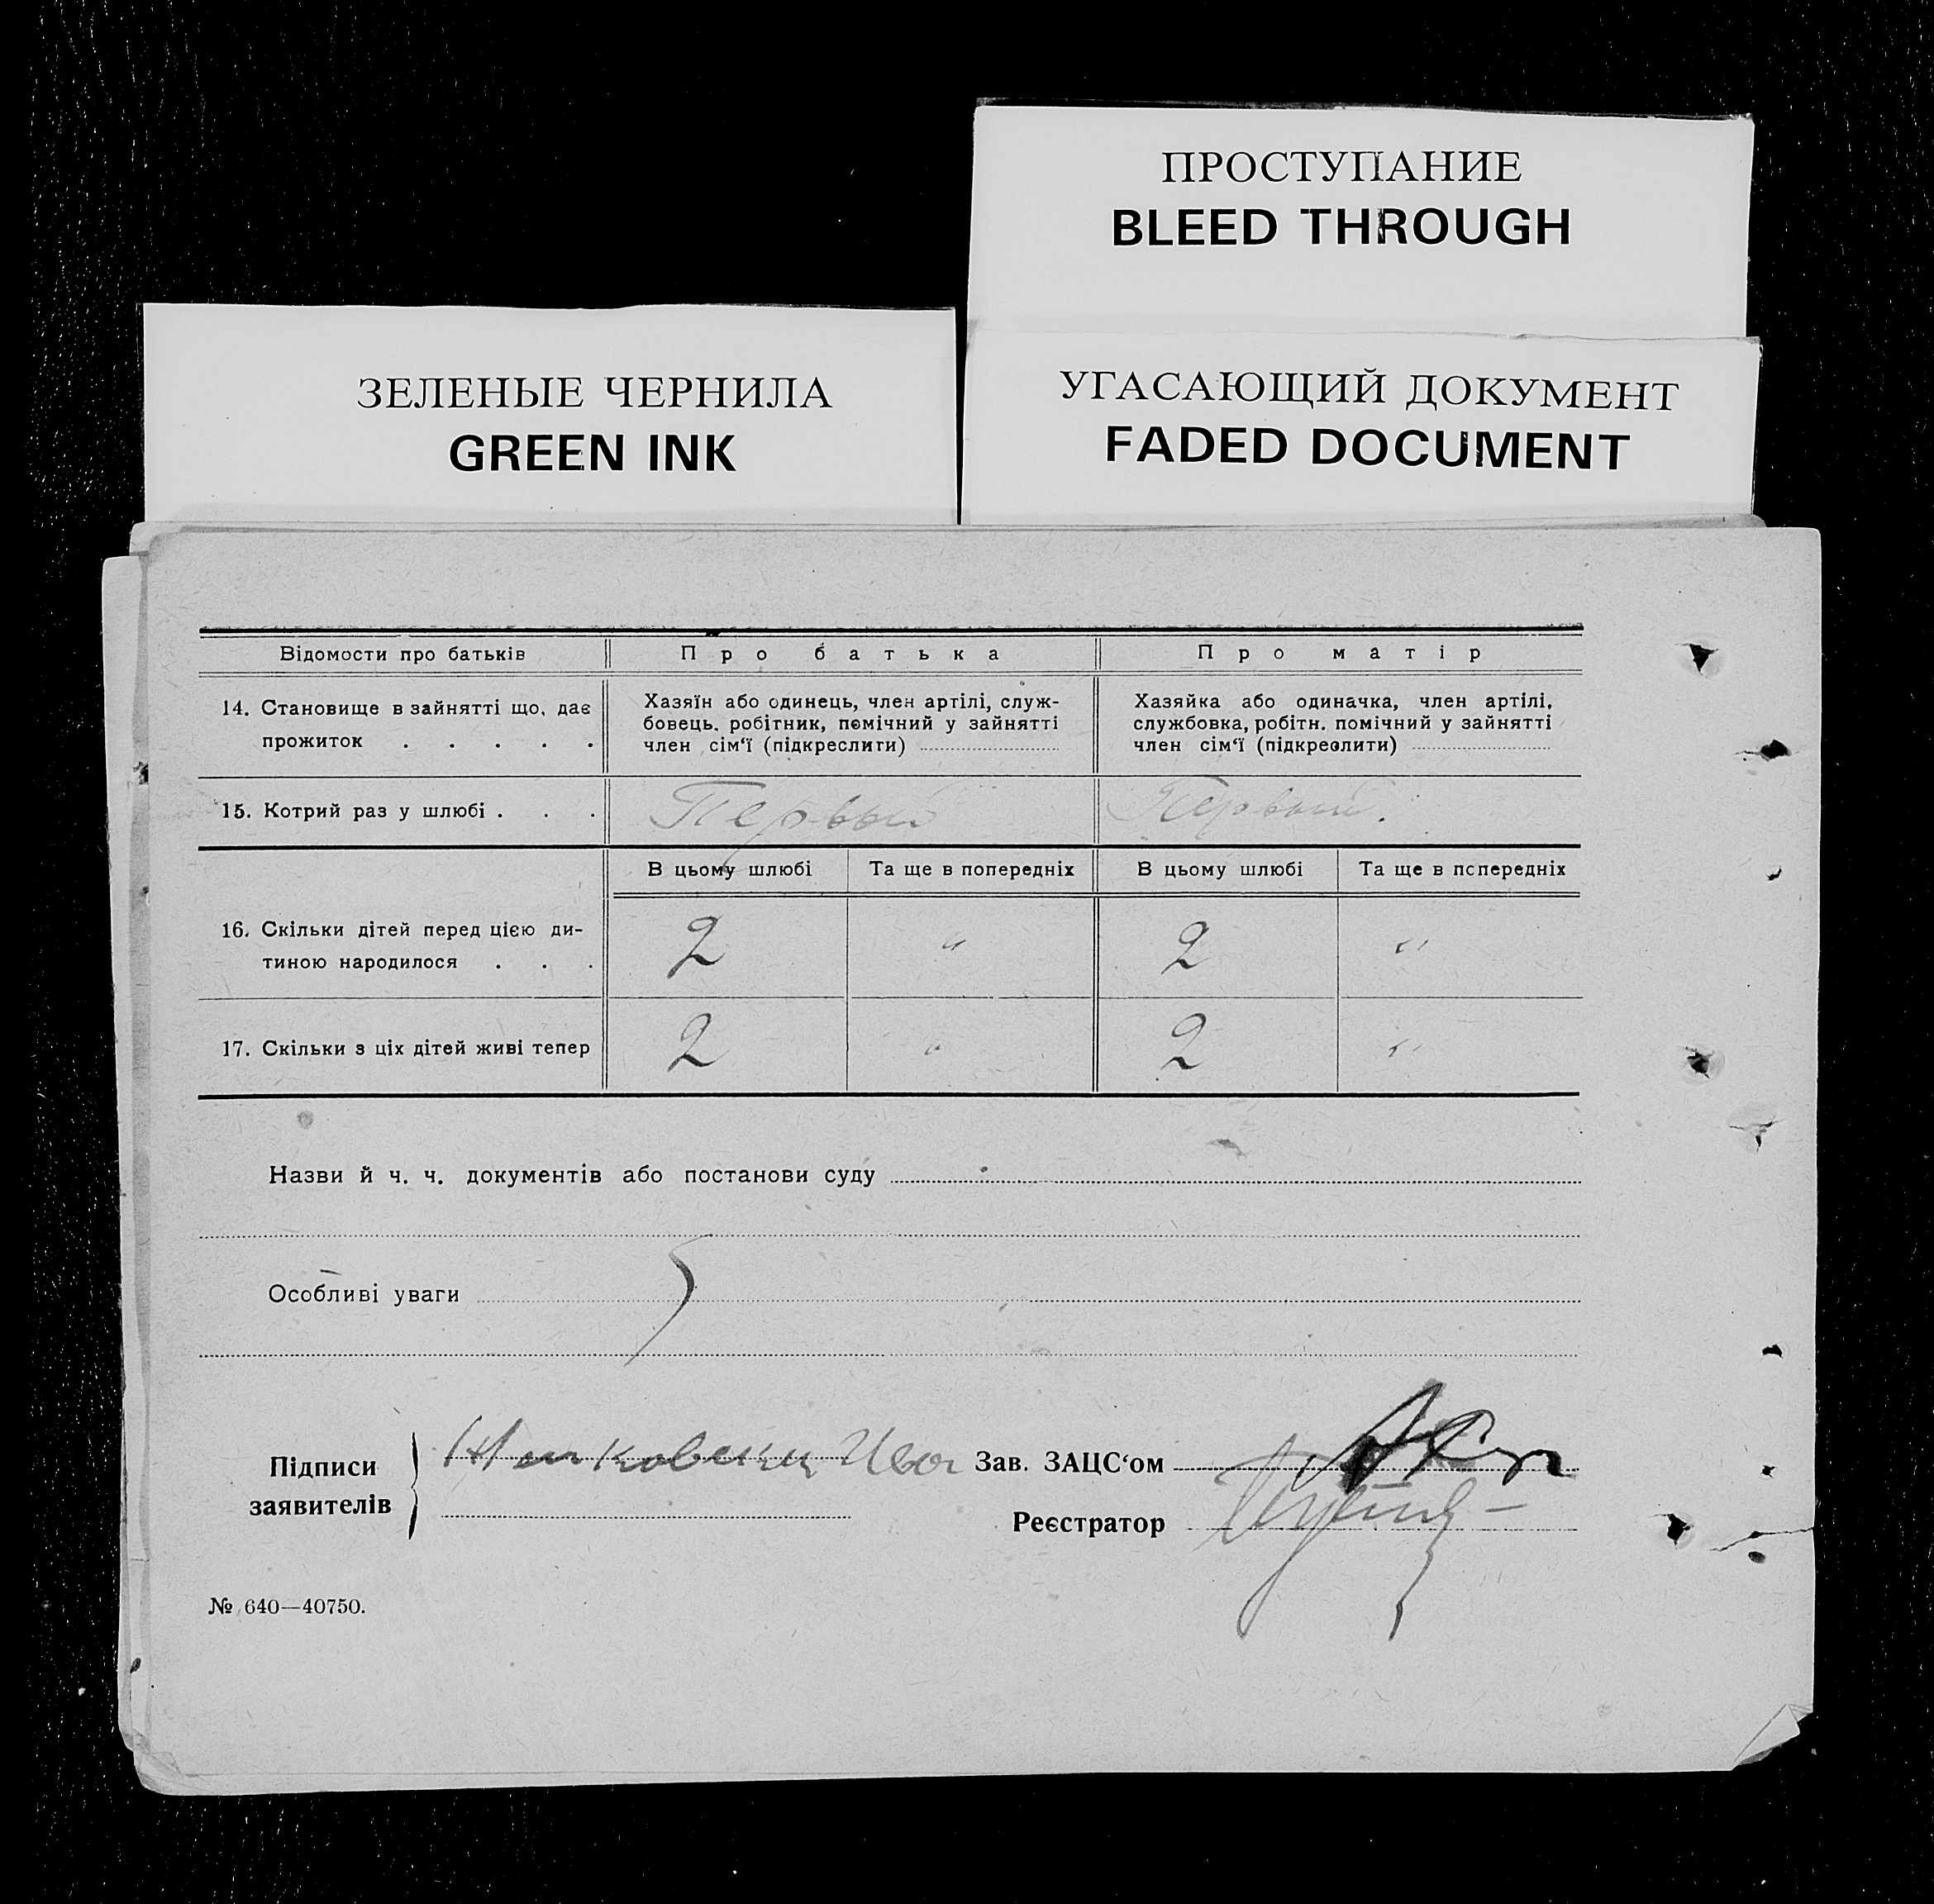 ПРОСТУПАНИЕ
BLEED THROUGH
ЗЕЛЕНЫЕ ЧЕРНИЛА
GREEN INK
УГАСАЮЩИЙ ДОКУМЕНТ
FADED DOCUMENT
Відомости про батьків
Про батька
Про матір
14. Становище в зайнятті що, дає
прожиток . . . . .
Хазяїн або одинець, член артілі, служ-
бовець, робітник, помічний у зайнятті
член сім‘ї (підкреслити)
Хазяйка або одиначка, член артілі,
службовка, робітн. помічний у зайнятті
член сім‘ї (підкреслити)
15. Котрий раз у шлюбі . . .
Первый
Первый.
В цьому шлюбі
Та ще в попередніх
В цьому шлюбі
Та ще в попередніх
16. Скільки дітей перед цією ди-
тиною народилося . . .
2 " 2 "
17. Скільки з ціх дітей живі тепер
2 " 2 "
Назви й ч. ч. документів або постанови суду
Особливі уваги
Підписи
заявителів
Зав. ЗАЦС‘ом
Реєстратор
№ 640—40750.